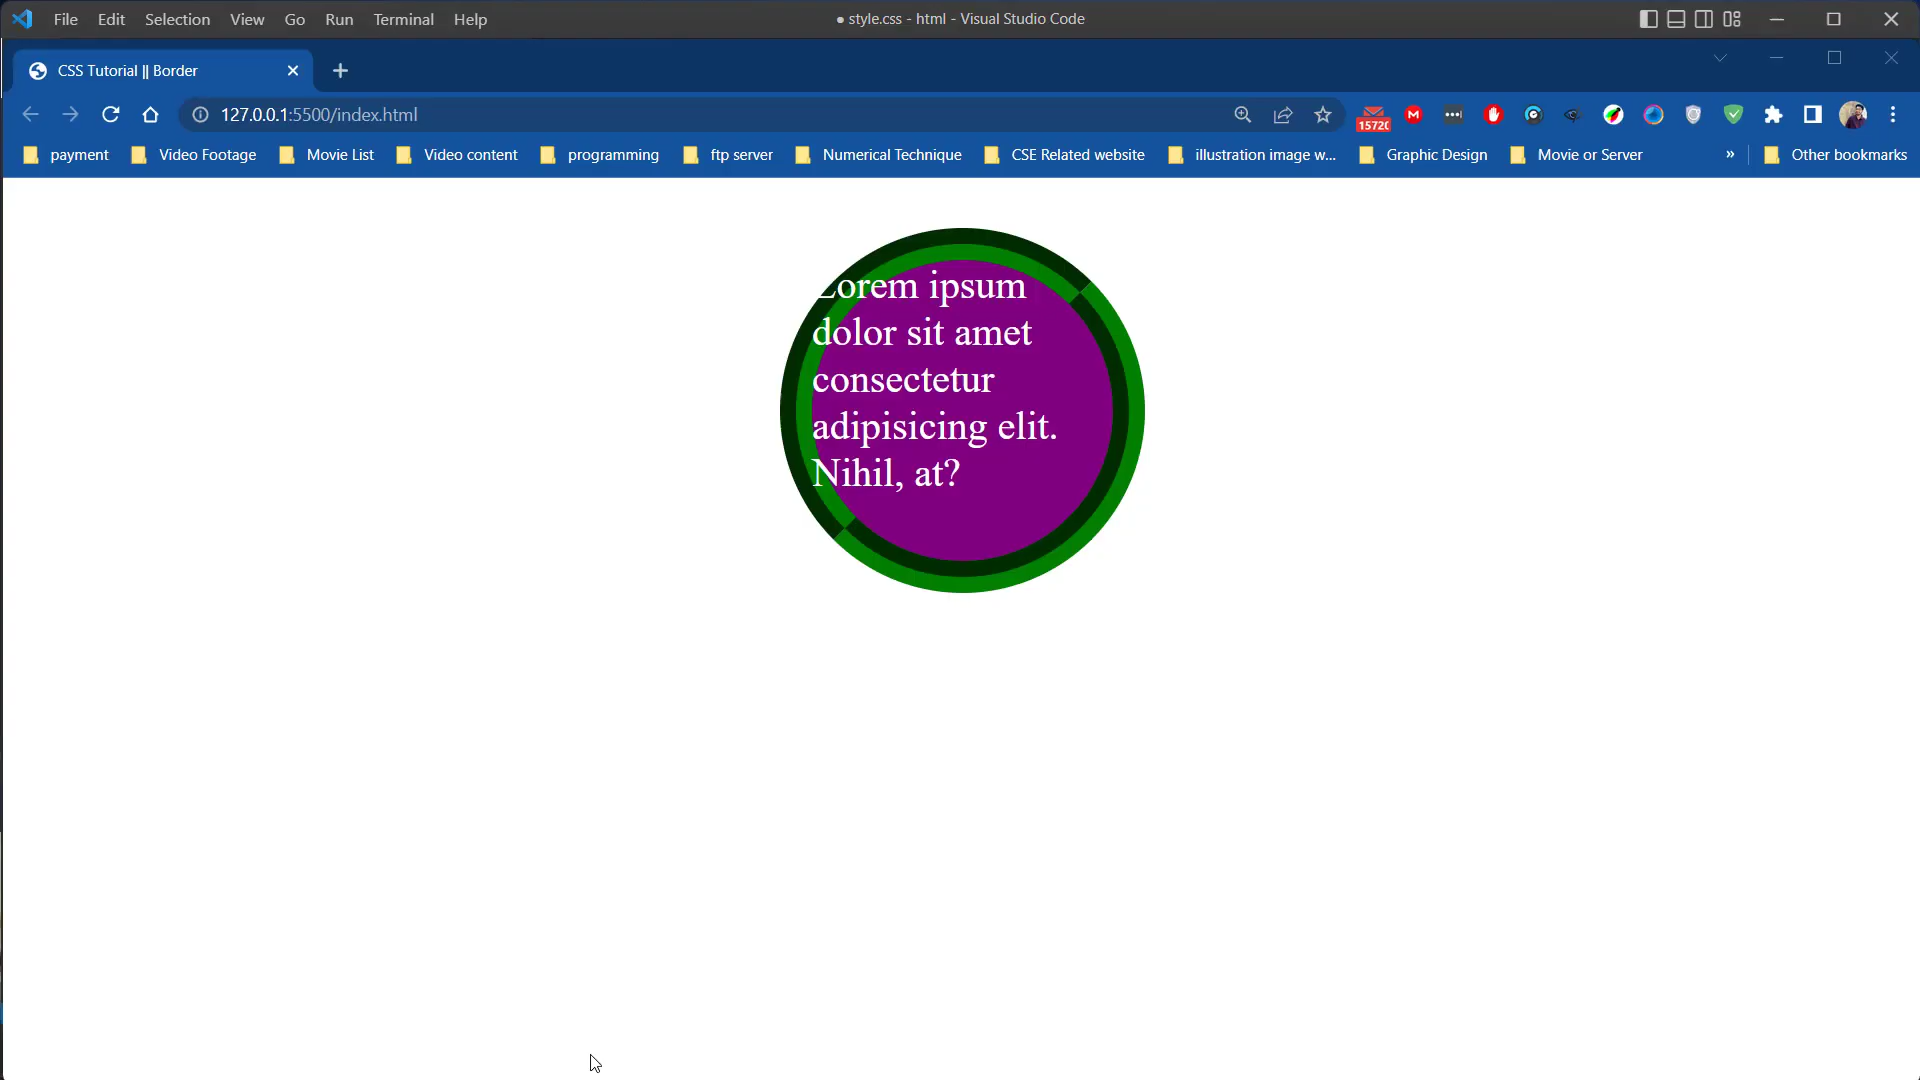 File Edit Selection View Go Run Terminal Help ● style.css - html - Visual Studio Code
CSS Tutorial || Border
127.0.0.1:5500/index.html
1572
payment Video Footage Movie List Video content programming ftp server Numerical Technique CSE Related website illustration image w... Graphic Design Movie or Server » Other bookmarks
Lorem ipsum
dolor sit amet
consectetur
adipisicing elit.
Nihil, at?